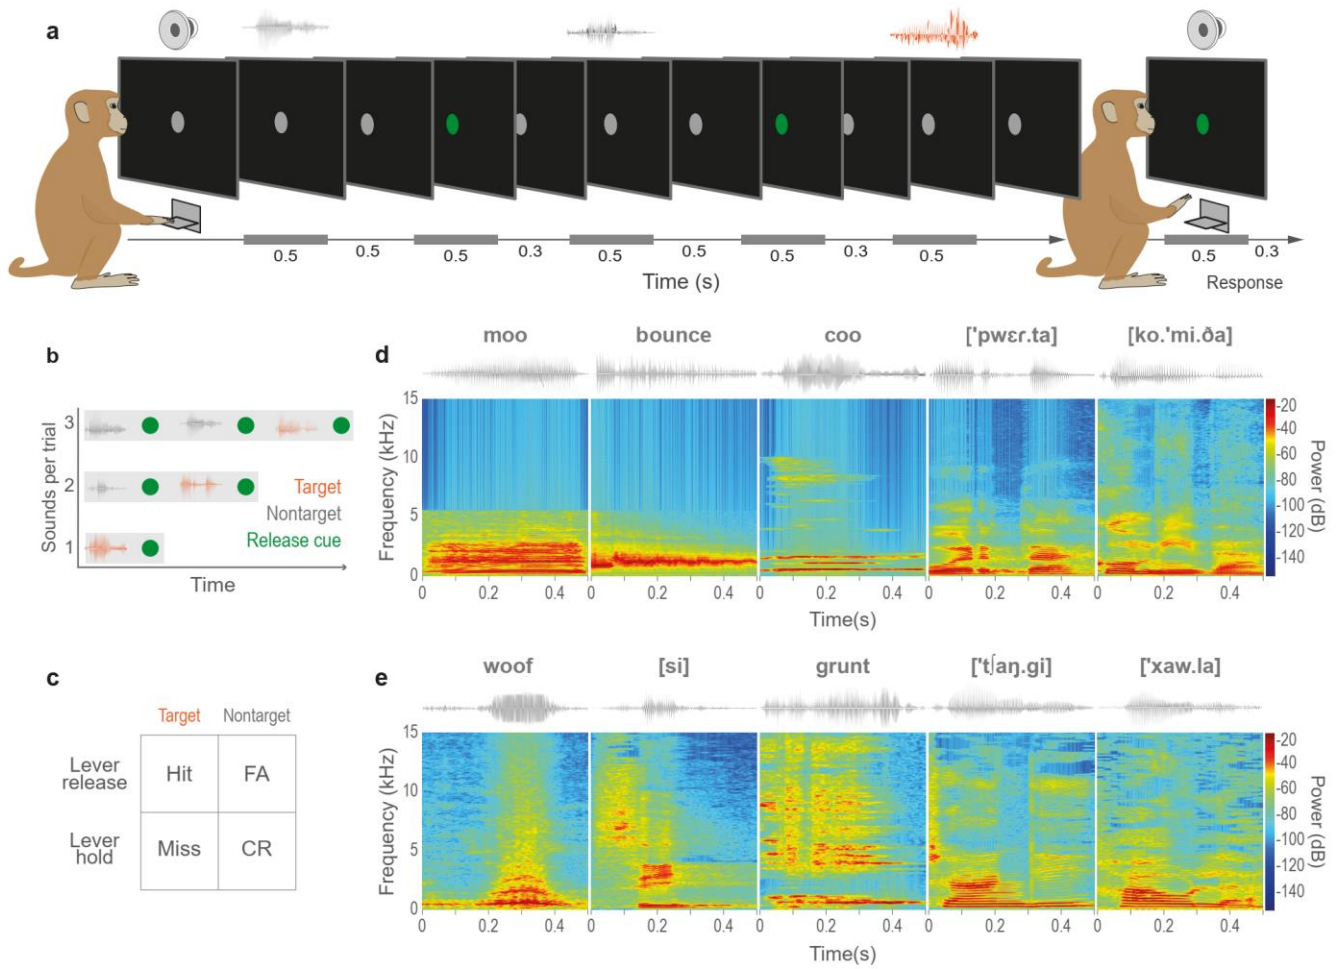 a
0.5
0.5
0.5
0.3
0.5
0.5
0.5
0.3
0.5
0.5
0.3
Time (s)
Response
b
Sounds per trial
3
2
1
Target
Nontarget
Release cue
Time
c
Target Nontarget
Lever release Hit FA
Lever hold Miss CR
d
moo bounce coo ['pwɛɾ.ta] [ko.'mi.ða]
Frequency (kHz)
15
10
5
0
0 0.2 0.4 0 0.2 0.4 0 0.2 0.4 0 0.2 0.4 0 0.2 0.4
Time(s)
-20
-40
-60
-80
-100
-120
-140
Power (dB)
e
woof [si] grunt ['tʃaŋ.gi] ['xaw.la]
Frequency (kHz)
15
10
5
0
0 0.2 0.4 0 0.2 0.4 0 0.2 0.4 0 0.2 0.4 0 0.2 0.4
Time(s)
-20
-40
-60
-80
-100
-120
-140
Power (dB)